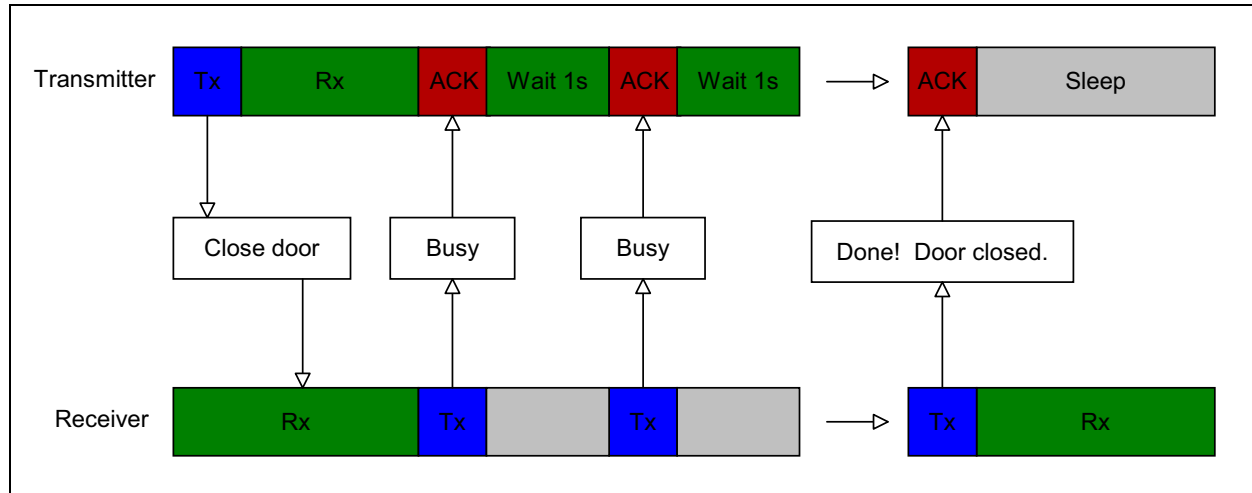 Transmitter Tx Rx ACK Wait 1s ACK Wait 1s ACK Sleep
Close door Busy Busy Done! Door closed.
Receiver Rx Tx Tx Tx Rx